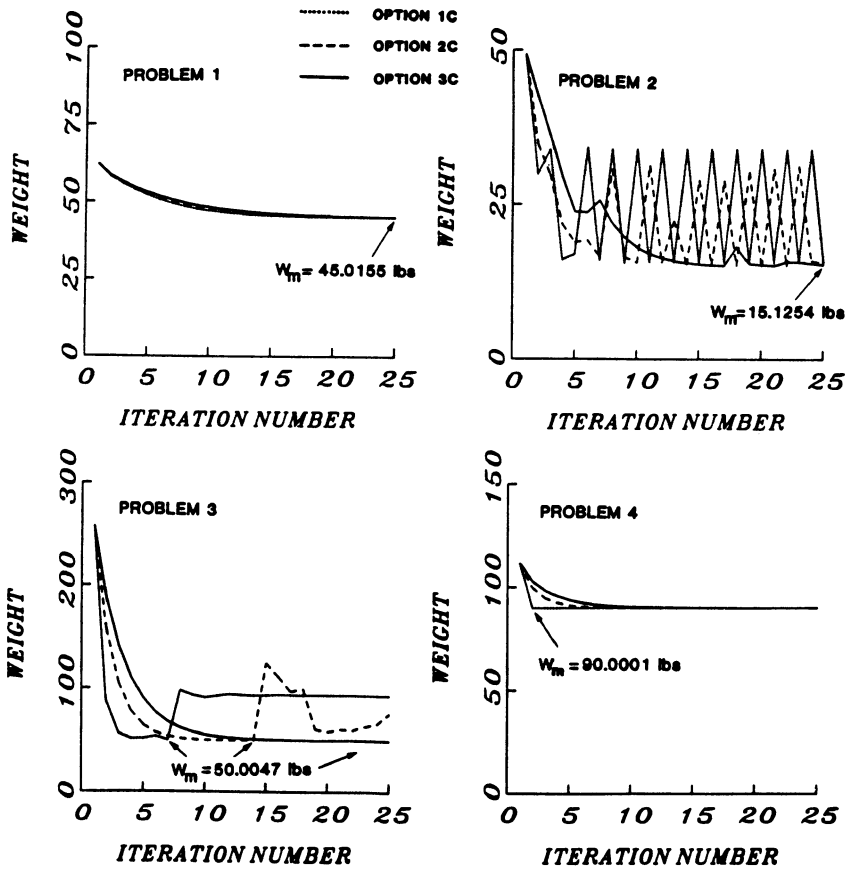 OPTION 1C
OPTION 2C
OPTION 3C
PROBLEM 1
100
75
50
25
0
WEIGHT
Wm= 45.0155 lbs
0 5 10 15 20 25
ITERATION NUMBER
PROBLEM 2
50
25
0
WEIGHT
Wm=15.1254 lbs
0 5 10 15 20 25
ITERATION NUMBER
PROBLEM 3
300
200
100
0
WEIGHT
Wm=50.0047 lbs
0 5 10 15 20 25
ITERATION NUMBER
PROBLEM 4
150
100
50
0
WEIGHT
Wm=90.0001 lbs
0 5 10 15 20 25
ITERATION NUMBER